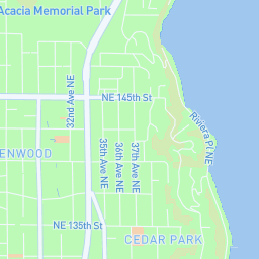 Acacia Memorial Park
32nd Ave NE
NE 145th St
Riviera Pl NE
ENWOOD
35th Ave NE
36th Ave NE
37th Ave NE
NE 135th St
CEDAR PARK